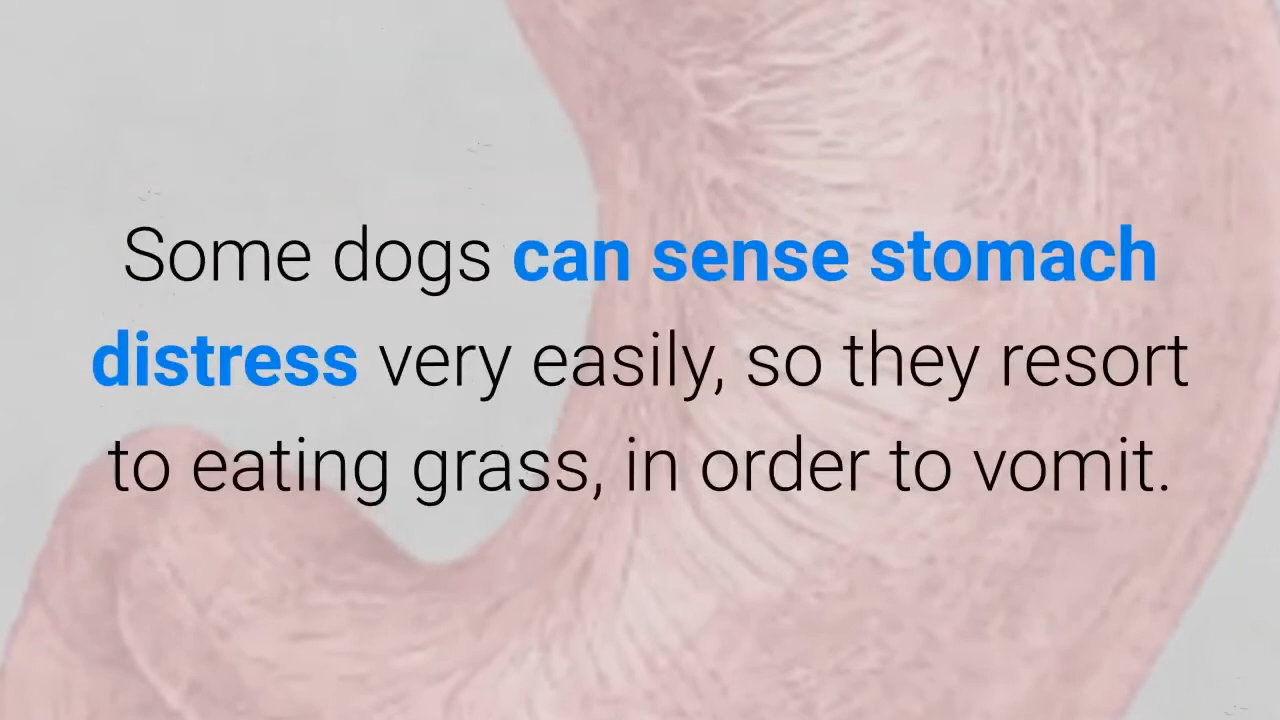 Some dogs can sense stomach
distress very easily, so they resort
to eating grass, in order to vomit.